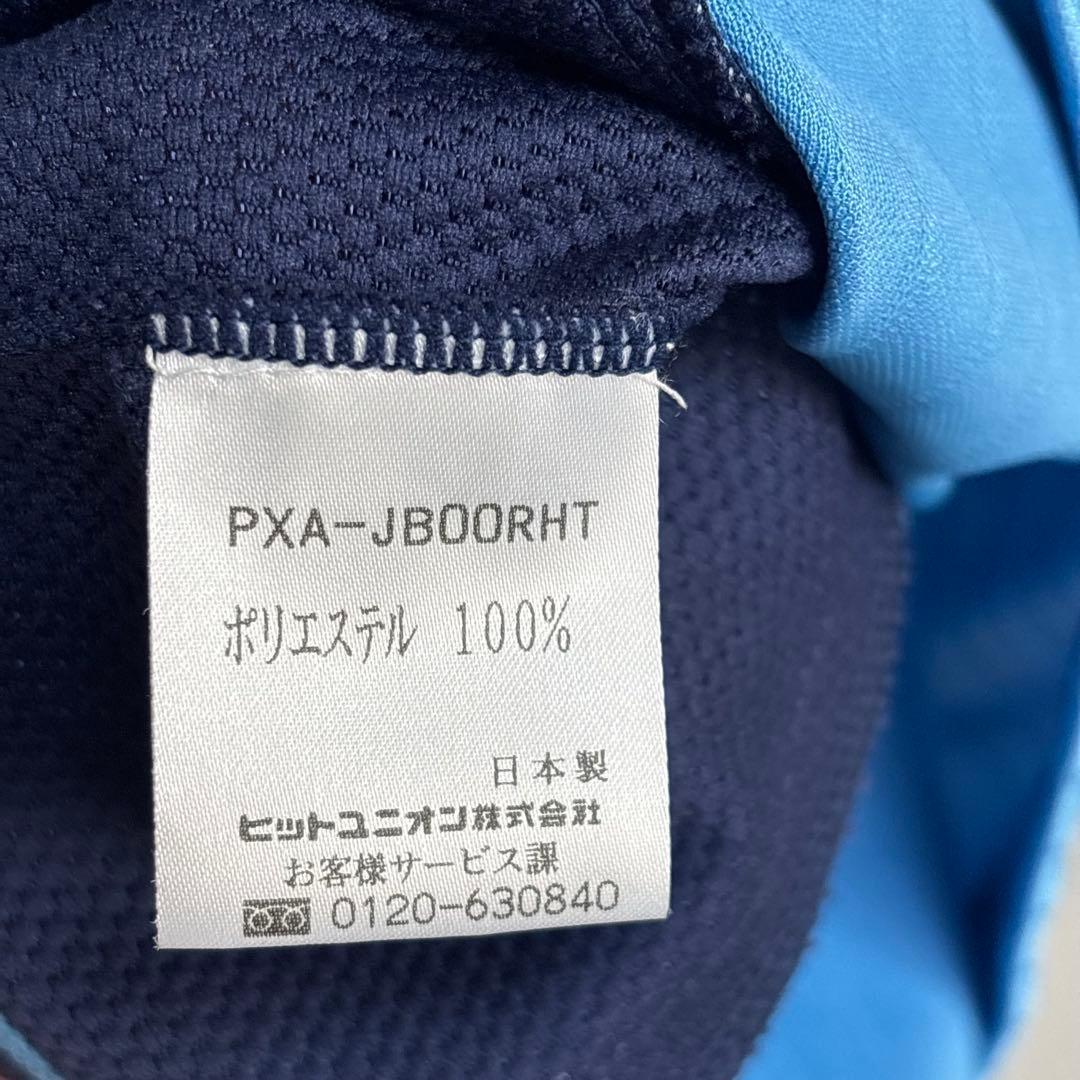 PXA-JB00RHT
ポリエステル 100%
日本製
ヒットユニオン株式会社
お客様サービス課
0120-630840